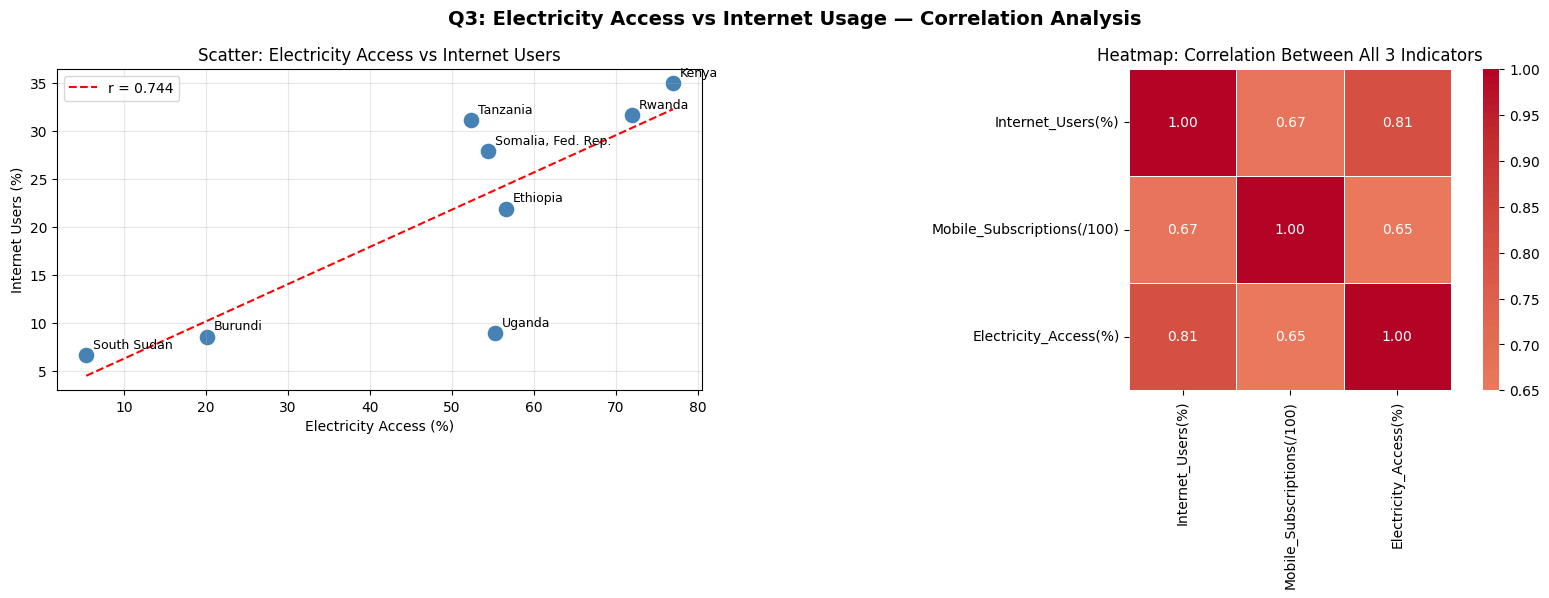 Q3: Electricity Access vs Internet Usage — Correlation Analysis
Scatter: Electricity Access vs Internet Users
r = 0.744
Kenya
Rwanda
Tanzania
Somalia, Fed. Rep.
Ethiopia
Uganda
Burundi
South Sudan
35
30
25
20
15
10
5
Internet Users (%)
10 20 30 40 50 60 70 80
Electricity Access (%)
Heatmap: Correlation Between All 3 Indicators
Internet_Users(%) 1.00 0.67 0.81
Mobile_Subscriptions(/100) 0.67 1.00 0.65
Electricity_Access(%) 0.81 0.65 1.00
Internet_Users(%)
Mobile_Subscriptions(/100)
Electricity_Access(%)
1.00
0.95
0.90
0.85
0.80
0.75
0.70
0.65